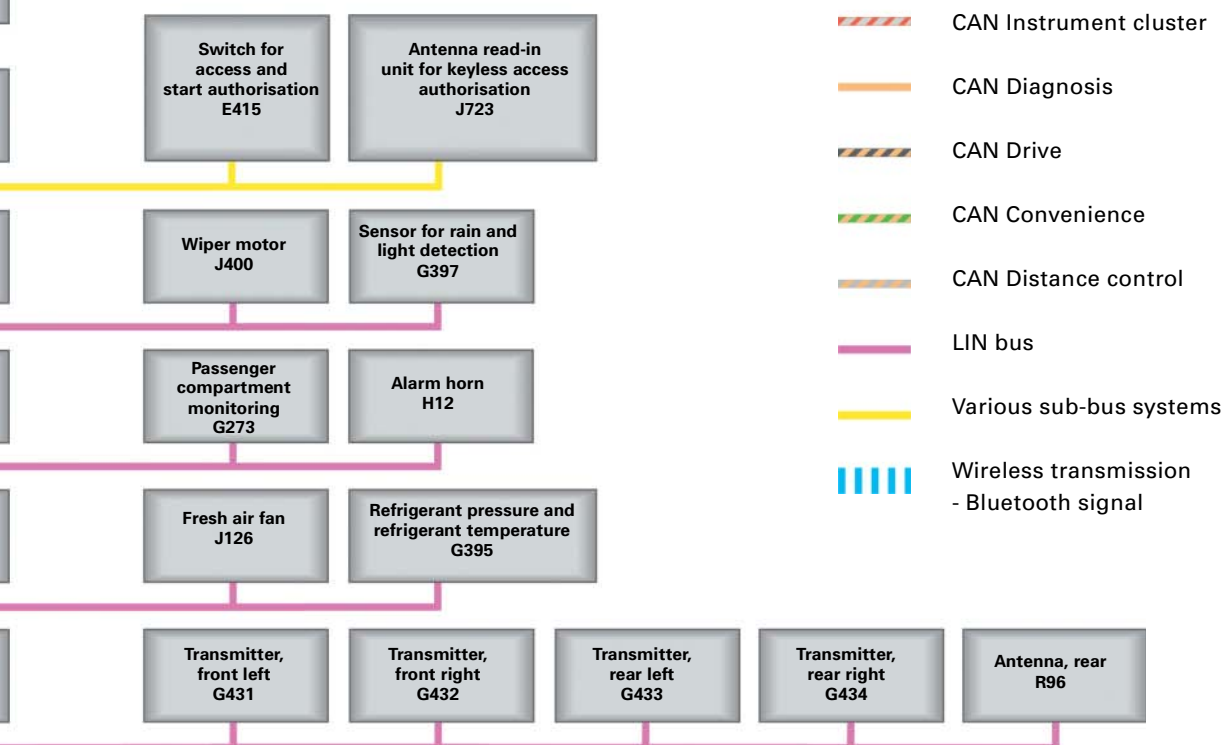 Switch for
access and
start authorisation
E415
Antenna read-in
unit for keyless access
authorisation
J723
Wiper motor
J400
Sensor for rain and
light detection
G397
Passenger
compartment
monitoring
G273
Alarm horn
H12
Fresh air fan
J126
Refrigerant pressure and
refrigerant temperature
G395
Transmitter,
front left
G431
Transmitter,
front right
G432
Transmitter,
rear left
G433
Transmitter,
rear right
G434
Antenna, rear
R96
CAN Instrument cluster
CAN Diagnosis
CAN Drive
CAN Convenience
CAN Distance control
LIN bus
Various sub-bus systems
Wireless transmission
- Bluetooth signal